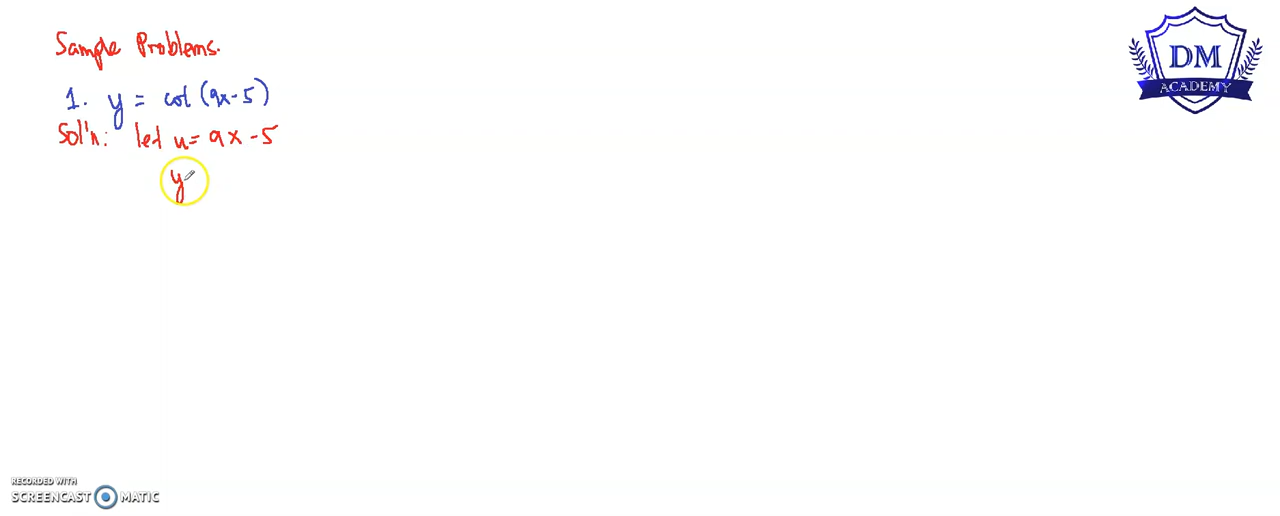 Sample Problems.
1. y = cot (9x-5)
Sol'n: let u = 9x - 5
y
DM
ACADEMY
RECORDED WITH
SCREENCAST MATIC